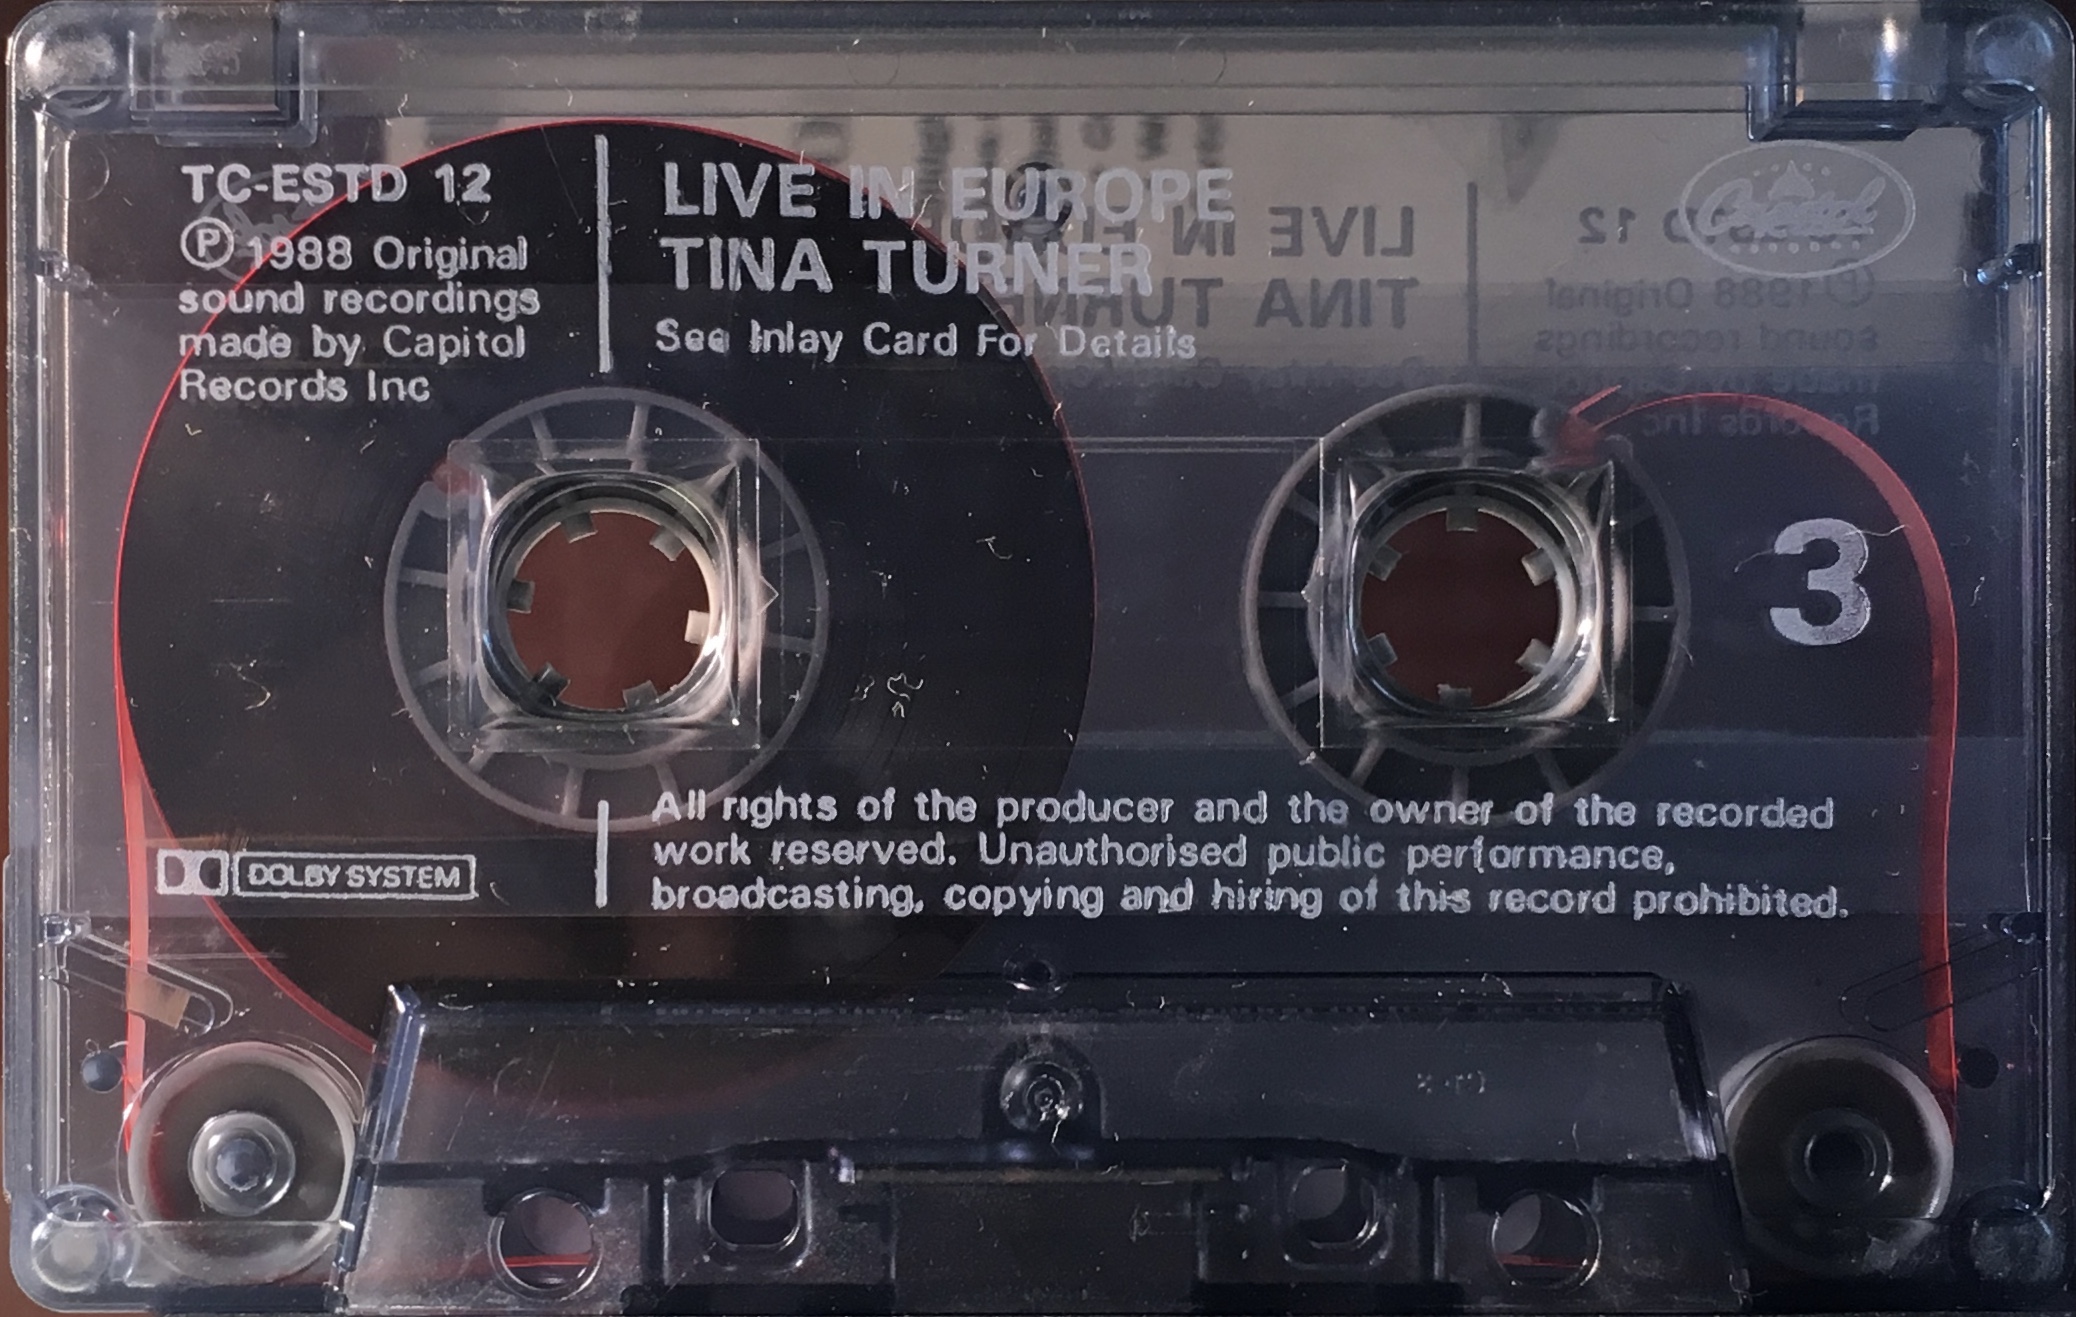 TC-ESTD 12
Ⓟ 1988 Original
sound recordings
made by Capitol
Records Inc
LIVE IN EUROPE
TINA TURNER
See Inlay Card For Details
Capitol
3
DOLBY SYSTEM
All rights of the producer and the owner of the recorded
work reserved. Unauthorised public performance,
broadcasting, copying and hiring of this record prohibited.